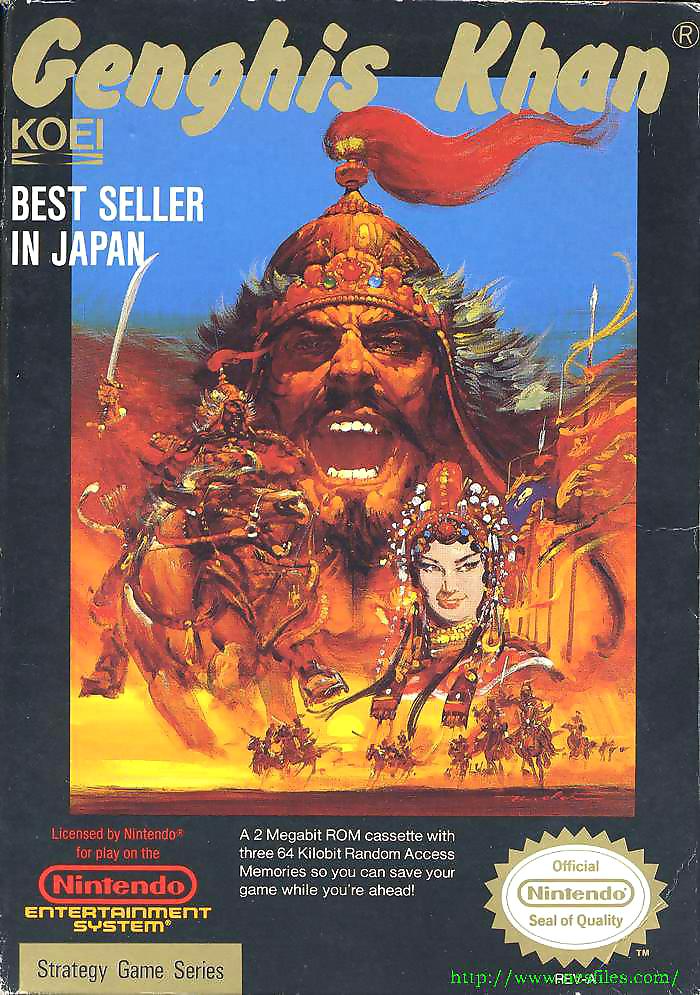 Genghis Khan®
KOEI
BEST SELLER
IN JAPAN
Licensed by Nintendo®
for play on the
Nintendo®
ENTERTAINMENT
SYSTEM®
A 2 Megabit ROM cassette with
three 64 Kilobit Random Access
Memories so you can save your
game while you're ahead!
Official
Nintendo®
Seal of Quality
TM
Strategy Game Series
REV-A
http://www.nesfiles.com/